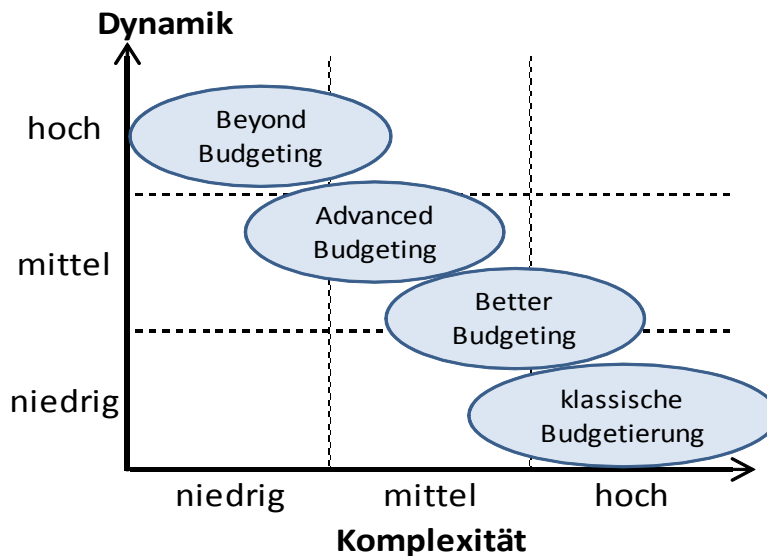 Dynamik
hoch
Beyond
Budgeting
Advanced
Budgeting
mittel
Better
Budgeting
niedrig
klassische
Budgetierung
niedrig
mittel
hoch
Komplexität